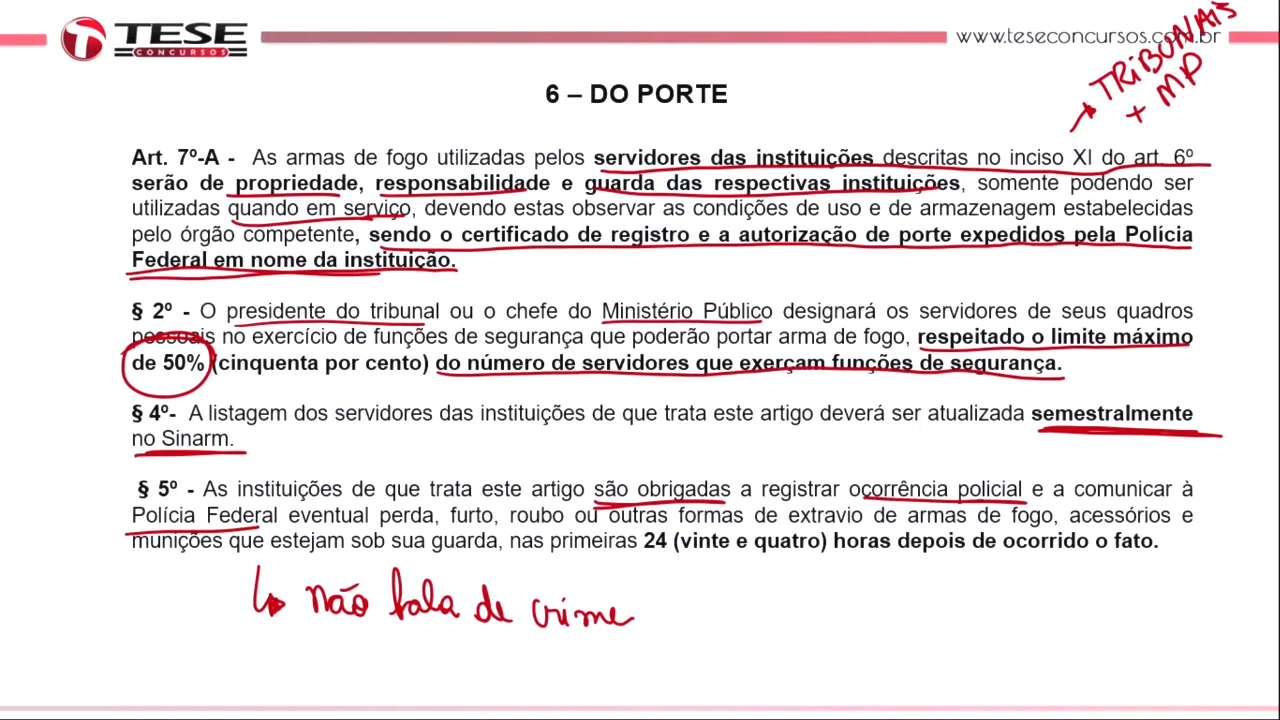 TESE
CONCURSOS
www.teseconcursos.com.br
TRIBUNAIS
+ MP
6 – DO PORTE
Art. 7º-A - As armas de fogo utilizadas pelos servidores das instituições descritas no inciso XI do art. 6º
serão de propriedade, responsabilidade e guarda das respectivas instituições, somente podendo ser
utilizadas quando em serviço, devendo estas observar as condições de uso e de armazenagem estabelecidas
pelo órgão competente, sendo o certificado de registro e a autorização de porte expedidos pela Polícia
Federal em nome da instituição.
§ 2º - O presidente do tribunal ou o chefe do Ministério Público designará os servidores de seus quadros
pessoais no exercício de funções de segurança que poderão portar arma de fogo, respeitado o limite máximo
de 50% (cinquenta por cento) do número de servidores que exerçam funções de segurança.
§ 4º- A listagem dos servidores das instituições de que trata este artigo deverá ser atualizada semestralmente
no Sinarm.
§ 5º - As instituições de que trata este artigo são obrigadas a registrar ocorrência policial e a comunicar à
Polícia Federal eventual perda, furto, roubo ou outras formas de extravio de armas de fogo, acessórios e
munições que estejam sob sua guarda, nas primeiras 24 (vinte e quatro) horas depois de ocorrido o fato.
não fala de crime